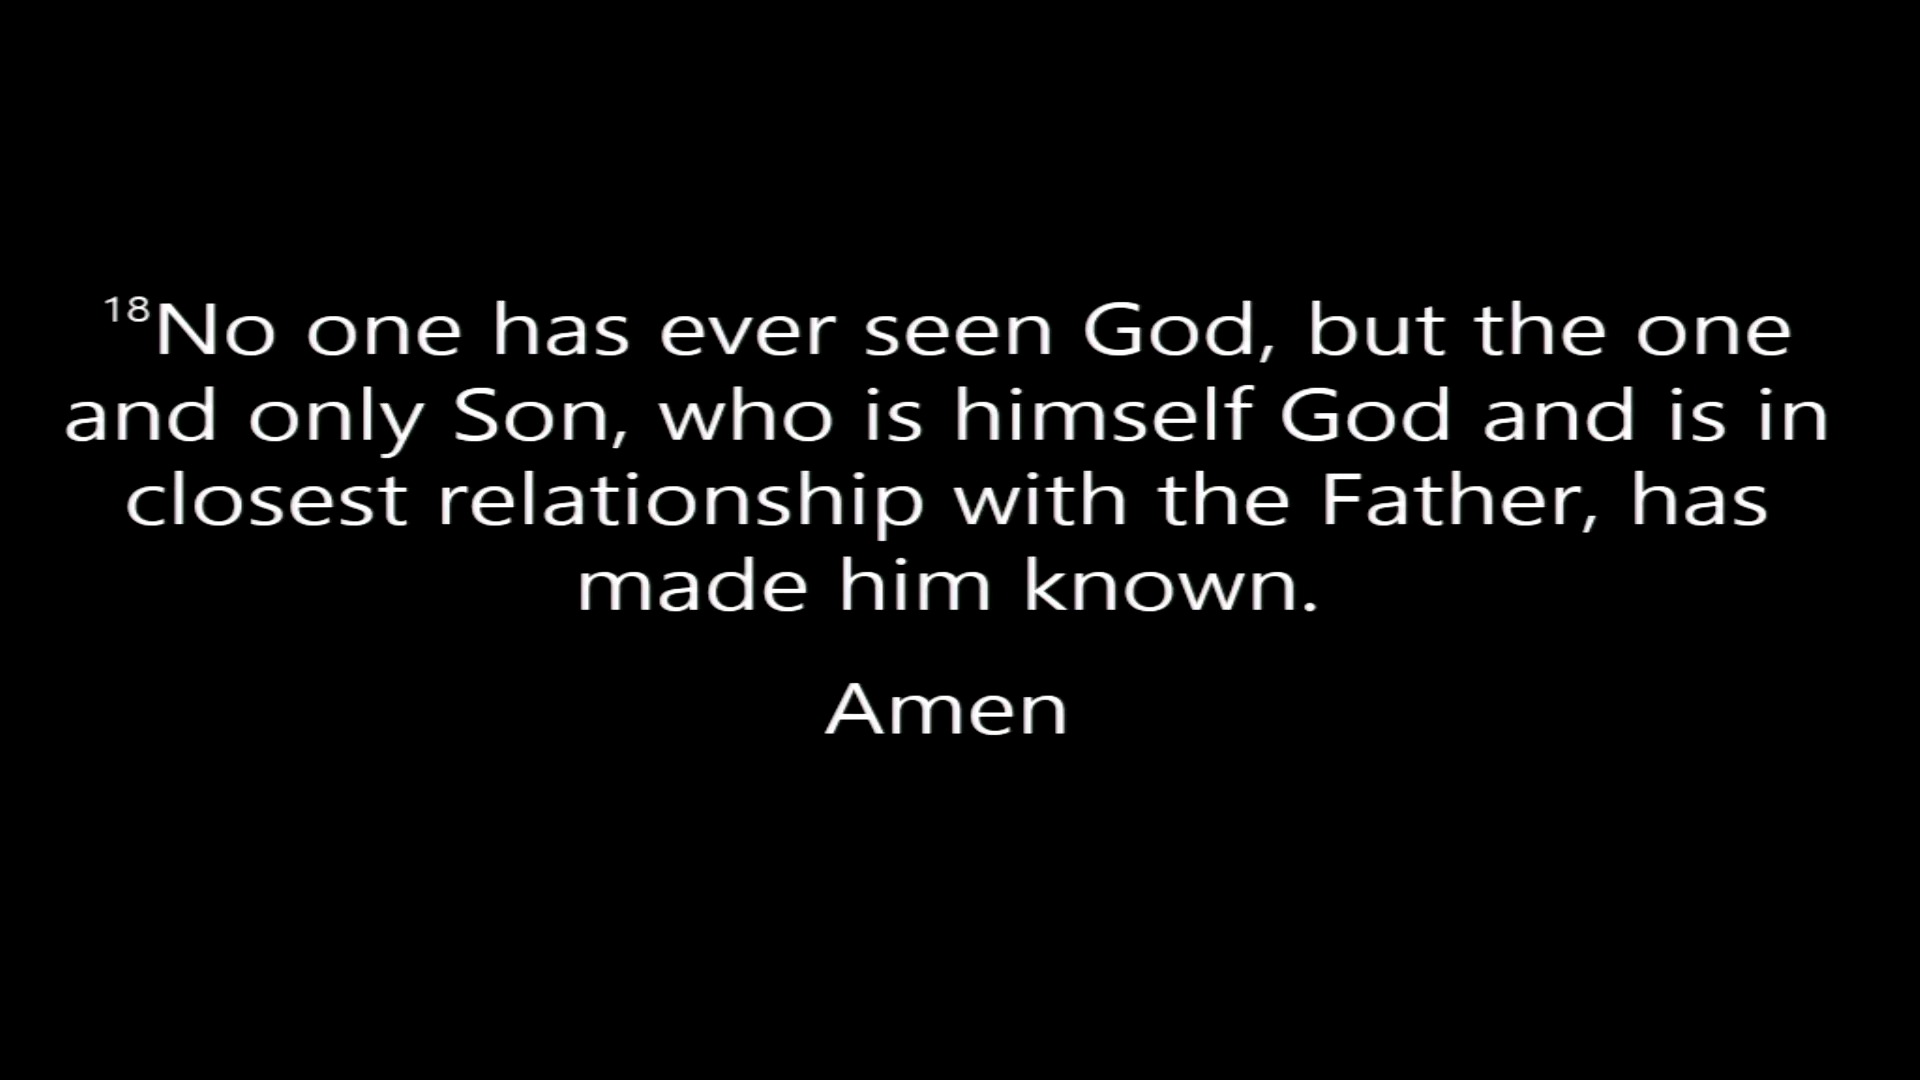 18No one has ever seen God, but the one
and only Son, who is himself God and is in
closest relationship with the Father, has
made him known.
Amen